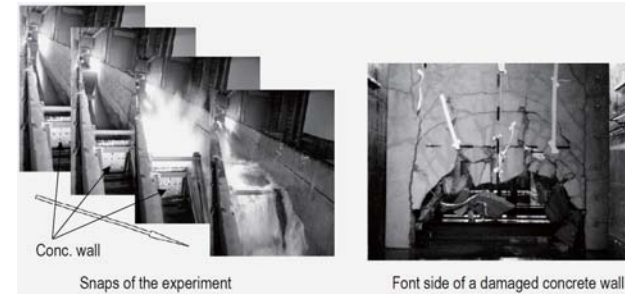 Conc. wall
Snaps of the experiment
Font side of a damaged concrete wall